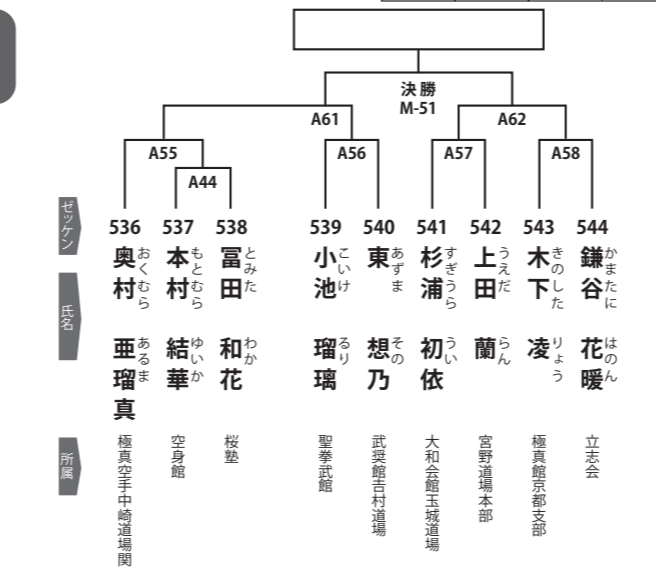 決 勝
M-51
A61
A62
A55
A56
A57
A58
A44
ゼッケン
536
537
538
539
540
541
542
543
544
氏名
奥村 亜瑠真
おくむら あるま
本村 結華
もとむら ゆいか
冨田 和花
とみた わか
小池 瑠璃
こいけ るり
東 想乃
あずま その
杉浦 初依
すぎうら うい
上田 蘭
うえだ らん
木下 凌
きのした りょう
鎌谷 花暖
かまたに はのん
所属
極真空手中崎道場関
空身館
桜塾
聖拳武館
武奨館吉村道場
大和会館玉城道場
宮野道場本部
極真館京都支部
立志会